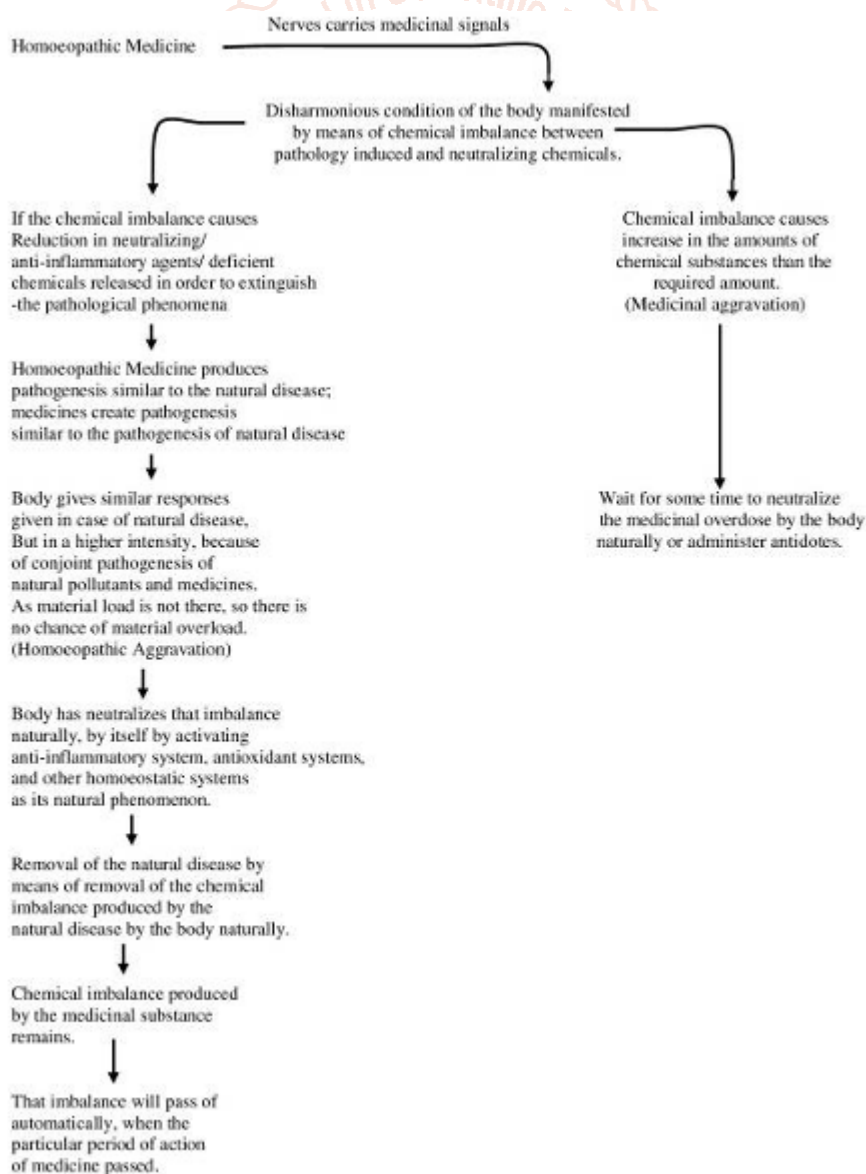 Nerves carries medicinal signals
Homoeopathic Medicine
Disharmonious condition of the body manifested
by means of chemical imbalance between
pathology induced and neutralizing chemicals.
If the chemical imbalance causes
Reduction in neutralizing/
anti-inflammatory agents/ deficient
chemicals released in order to extinguish
-the pathological phenomena
Chemical imbalance causes
increase in the amounts of
chemical substances than the
required amount.
(Medicinal aggravation)
Homoeopathic Medicine produces
pathogenesis similar to the natural disease;
medicines create pathogenesis
similar to the pathogenesis of natural disease
Body gives similar responses
given in case of natural disease,
But in a higher intensity, because
of conjoint pathogenesis of
natural pollutants and medicines.
As material load is not there, so there is
no chance of material overload.
(Homoeopathic Aggravation)
Wait for some time to neutralize
the medicinal overdose by the body
naturally or administer antidotes.
Body has neutralizes that imbalance
naturally, by itself by activating
anti-inflammatory system, antioxidant systems,
and other homoeostatic systems
as its natural phenomenon.
Removal of the natural disease by
means of removal of the chemical
imbalance produced by the
natural disease by the body naturally.
Chemical imbalance produced
by the medicinal substance
remains.
That imbalance will pass of
automatically, when the
particular period of action
of medicine passed.